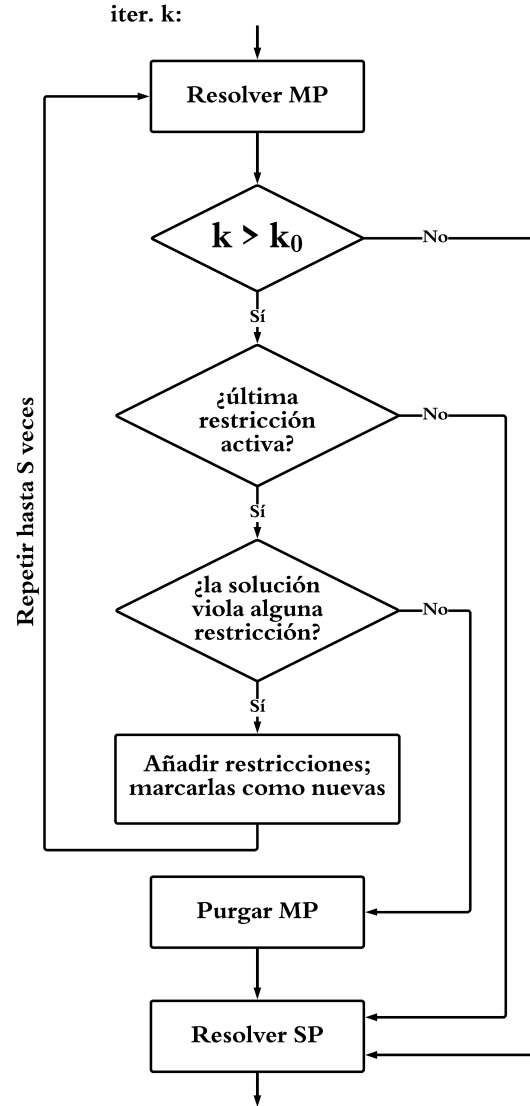 iter. k:
Resolver MP
k > k₀
No
Sí
¿última
restricción
activa?
No
Sí
¿la solución
viola alguna
restricción?
No
Sí
Añadir restricciones;
marcarlas como nuevas
Repetir hasta S veces
Purgar MP
Resolver SP